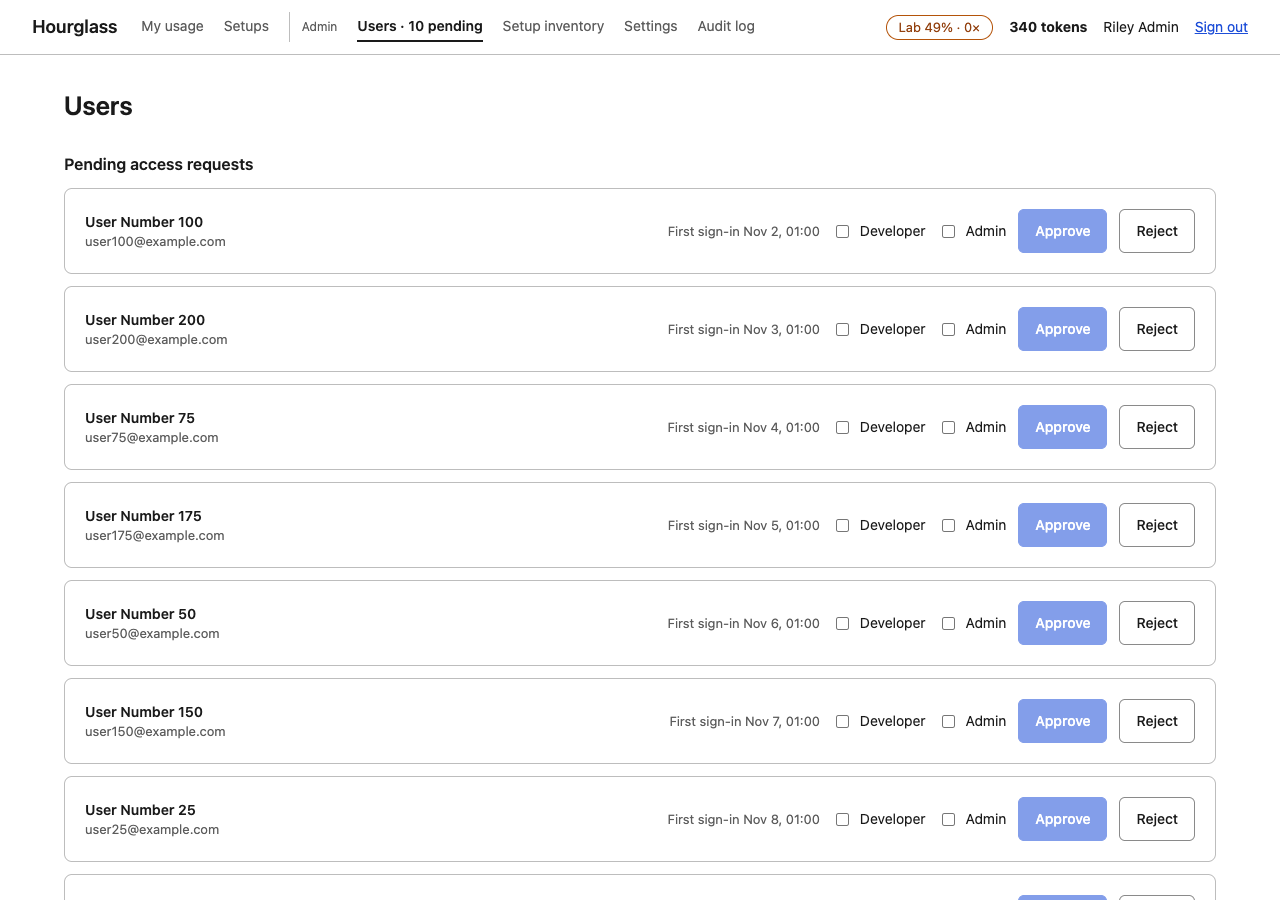 Hourglass My usage Setups Admin Users · 10 pending Setup inventory Settings Audit log Lab 49% · 0× 340 tokens Riley Admin Sign out
Users
Pending access requests
User Number 100
user100@example.com
First sign-in Nov 2, 01:00 Developer Admin Approve Reject
User Number 200
user200@example.com
First sign-in Nov 3, 01:00 Developer Admin Approve Reject
User Number 75
user75@example.com
First sign-in Nov 4, 01:00 Developer Admin Approve Reject
User Number 175
user175@example.com
First sign-in Nov 5, 01:00 Developer Admin Approve Reject
User Number 50
user50@example.com
First sign-in Nov 6, 01:00 Developer Admin Approve Reject
User Number 150
user150@example.com
First sign-in Nov 7, 01:00 Developer Admin Approve Reject
User Number 25
user25@example.com
First sign-in Nov 8, 01:00 Developer Admin Approve Reject